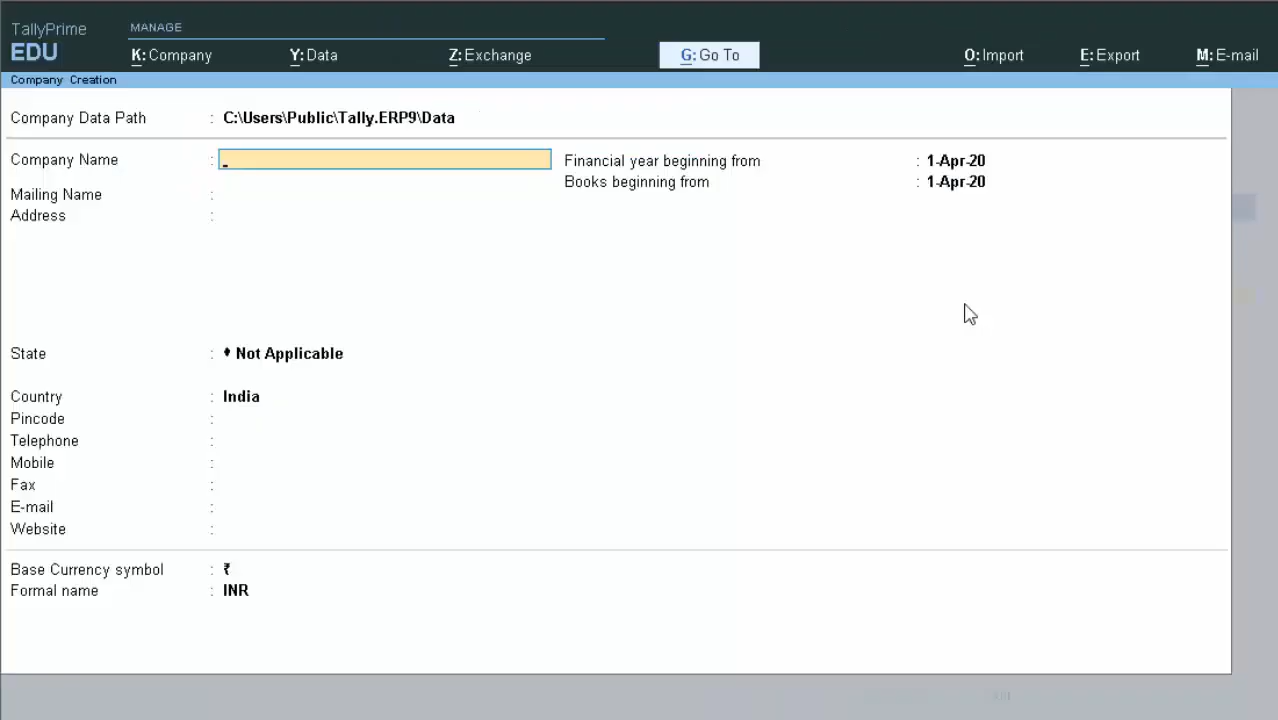 TallyPrime
EDU
MANAGE
K: Company Y: Data Z: Exchange G: Go To O: Import E: Export M: E-mail
Company Creation
Company Data Path : C:\Users\Public\Tally.ERP9\Data
Company Name : Financial year beginning from : 1-Apr-20
Books beginning from : 1-Apr-20
Mailing Name :
Address :
State : ♦ Not Applicable
Country : India
Pincode :
Telephone :
Mobile :
Fax :
E-mail :
Website :
Base Currency symbol : ₹
Formal name : INR